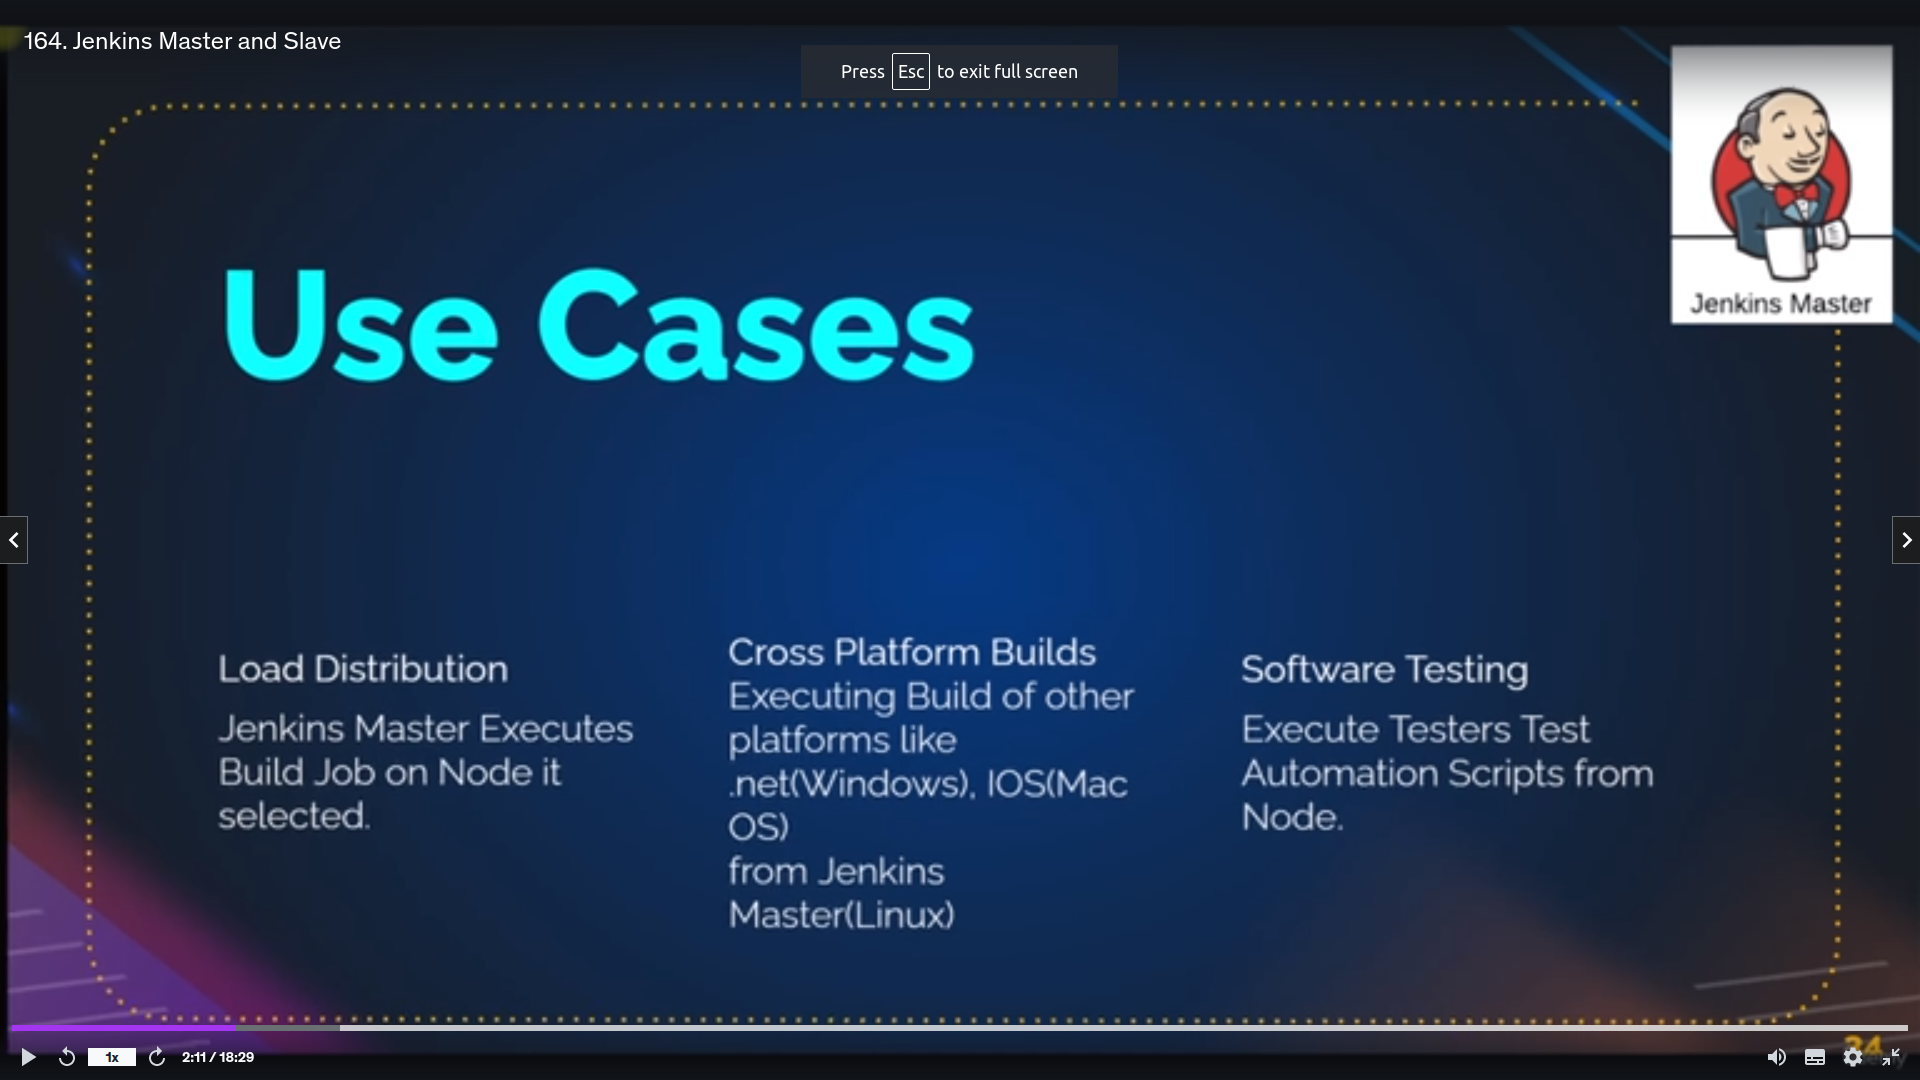 164. Jenkins Master and Slave
Press Esc to exit full screen
Jenkins Master
Use Cases
Load Distribution
Jenkins Master Executes
Build Job on Node it
selected.
Cross Platform Builds
Executing Build of other
platforms like
.net(Windows), IOS(Mac
OS)
from Jenkins
Master(Linux)
Software Testing
Execute Testers Test
Automation Scripts from
Node.
1x
2:11 / 18:29
24